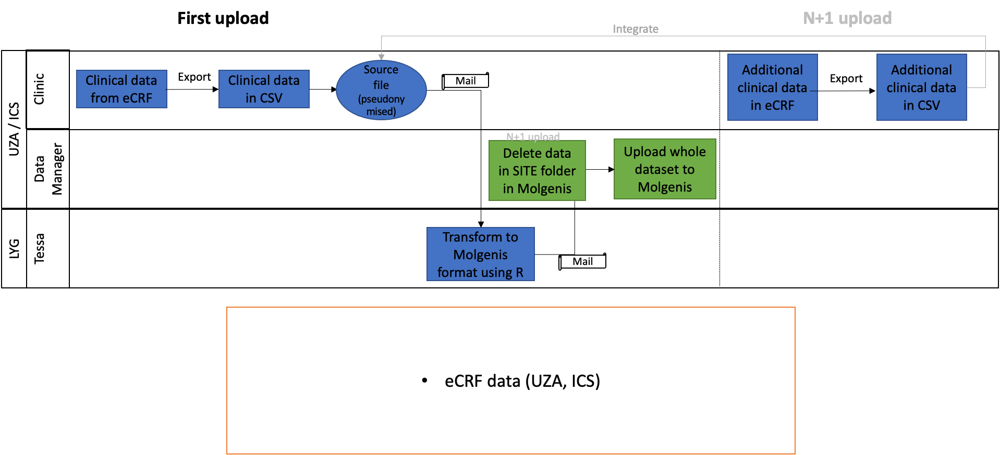 First upload
N+1 upload
Integrate
UZA / ICS
Clinic
Clinical data
from eCRF
Export
Clinical data
in CSV
Source
file
(pseudony
mised)
Mail
Additional
clinical data
in eCRF
Export
Additional
clinical data
in CSV
Data
Manager
N+1 upload
Delete data
in SITE folder
in Molgenis
Upload whole
dataset to
Molgenis
LYG
Tessa
Transform to
Molgenis
format using R
Mail
• eCRF data (UZA, ICS)